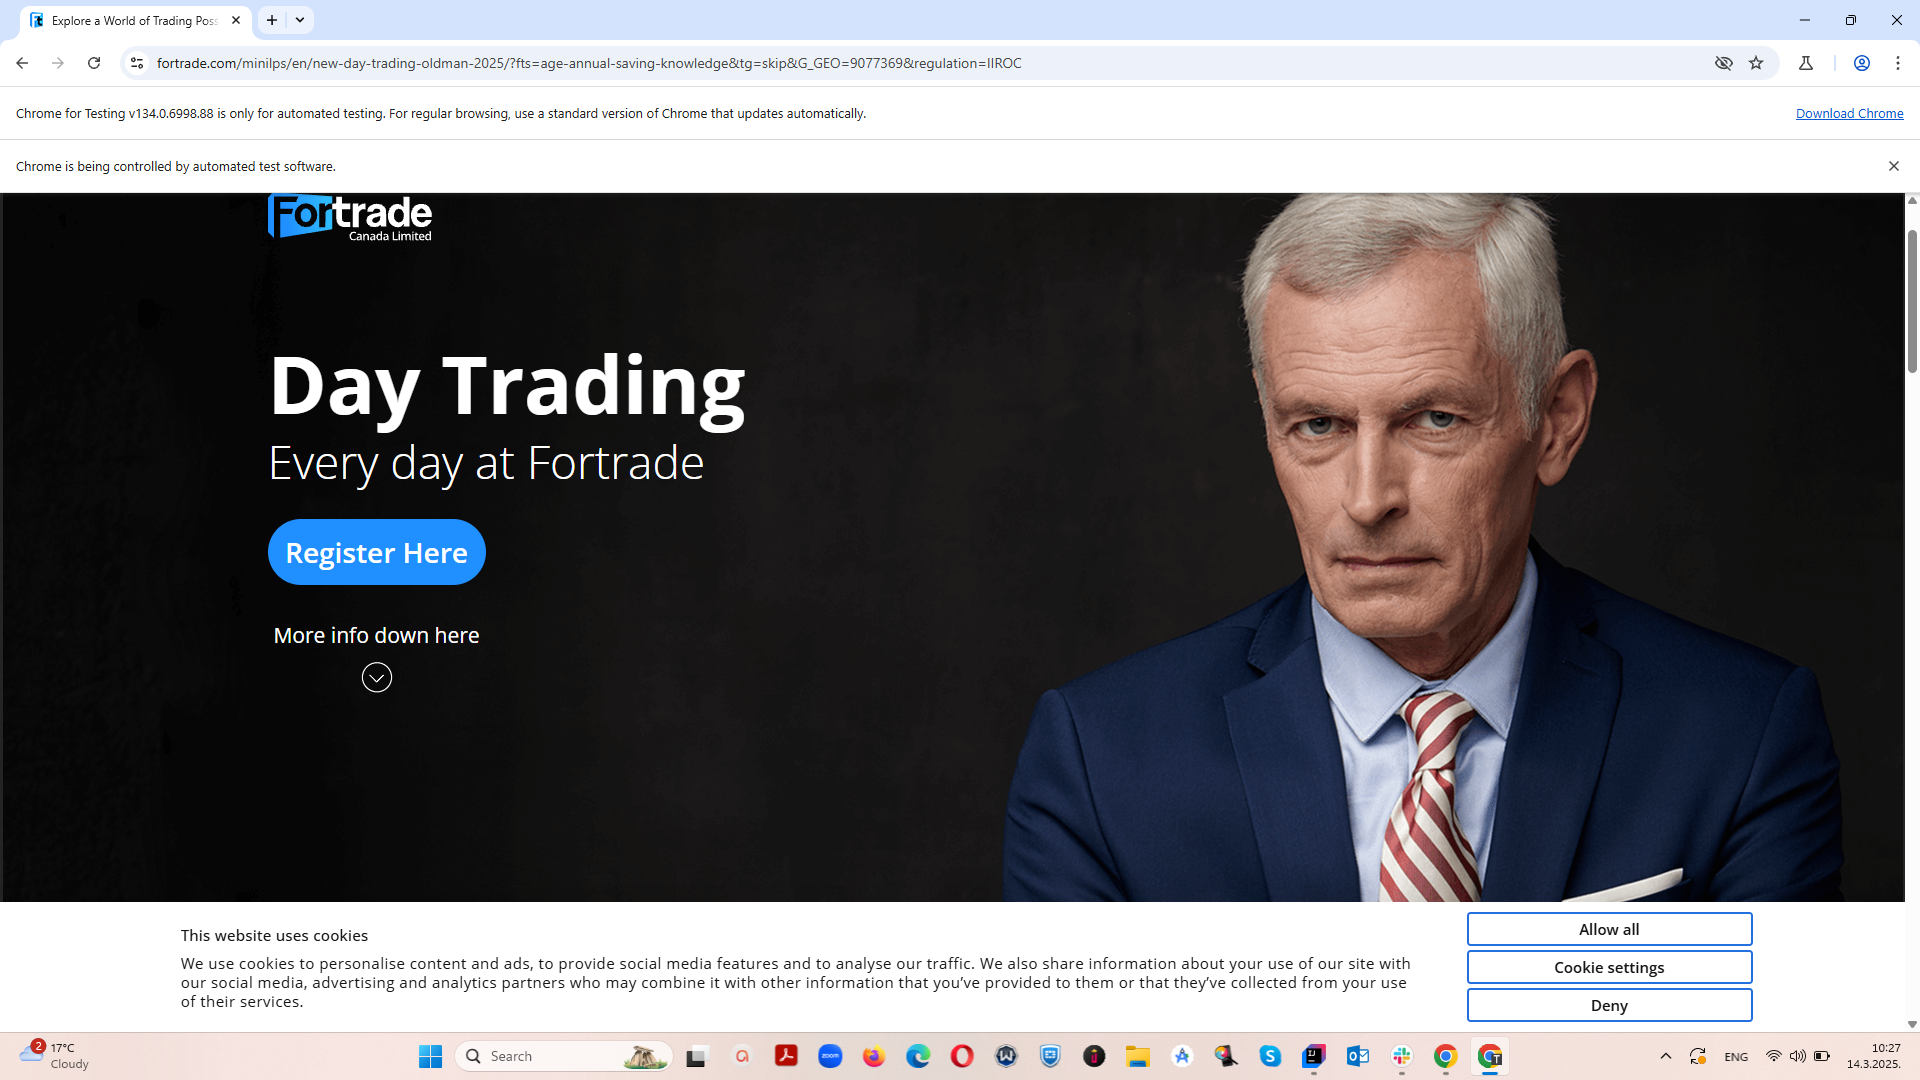 Explore a World of Trading Poss
fortrade.com/minilps/en/new-day-trading-oldman-2025/?fts=age-annual-saving-knowledge&tg=skip&G_GEO=9077369&regulation=IIROC
Chrome for Testing v134.0.6998.88 is only for automated testing. For regular browsing, use a standard version of Chrome that updates automatically.
Download Chrome
Chrome is being controlled by automated test software.
Fortrade
Canada Limited
Day Trading
Every day at Fortrade
Register Here
More info down here
This website uses cookies
We use cookies to personalise content and ads, to provide social media features and to analyse our traffic. We also share information about your use of our site with
our social media, advertising and analytics partners who may combine it with other information that you've provided to them or that they've collected from your use
of their services.
Allow all
Cookie settings
Deny
2
17°C
Cloudy
Search
zoom
ENG
10:27
14.3.2025.